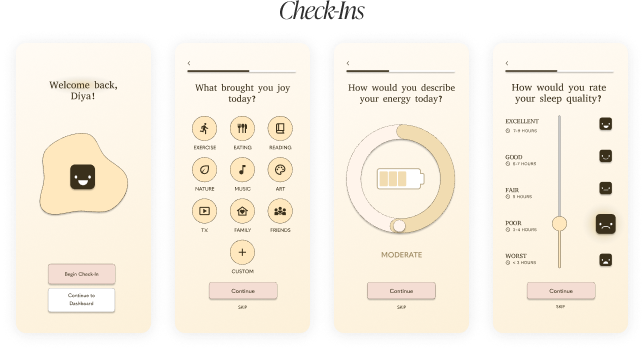 Check-Ins
Welcome back,
Diya!
Begin Check-In
Continue to
Dashboard
What brought you joy
today?
EXERCISE
EATING
READING
NATURE
MUSIC
ART
TV
FAMILY
FRIENDS
CUSTOM
Continue
SKIP
How would you describe
your energy today?
MODERATE
Continue
SKIP
How would you rate
your sleep quality?
EXCELLENT
7-9 HOURS
GOOD
6-7 HOURS
FAIR
5 HOURS
POOR
3-4 HOURS
WORST
< 3 HOURS
Continue
SKIP